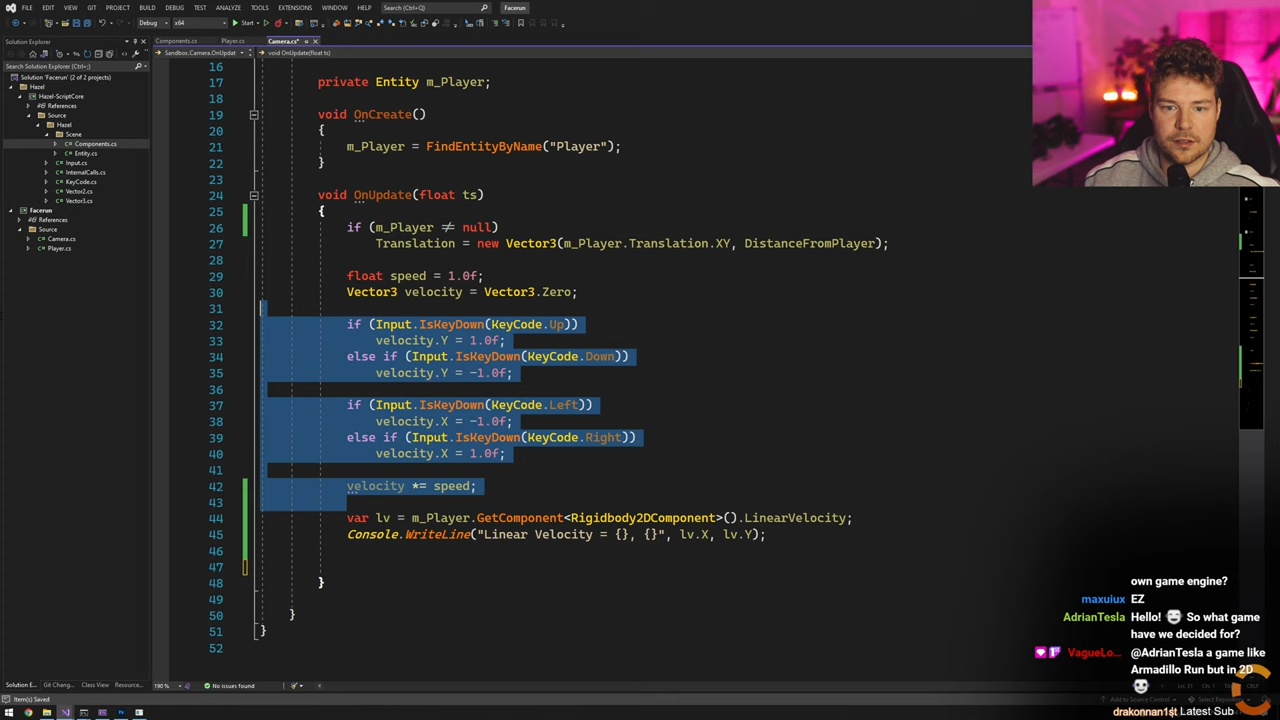 FILE EDIT VIEW GIT PROJECT BUILD DEBUG TEST ANALYZE TOOLS EXTENSIONS WINDOW HELP Search (Ctrl+Q) Facerun
Debug x64 Start
Solution Explorer
Search Solution Explorer (Ctrl+;)
Solution 'Facerun' (2 of 2 projects)
Hazel
Hazel-ScriptCore
References
Source
Hazel
Scene
Components.cs
Entity.cs
Input.cs
InternalCalls.cs
KeyCode.cs
Vector2.cs
Vector3.cs
Facerun
References
Source
Camera.cs
Player.cs
Components.cs Player.cs Camera.cs*
Sandbox.Camera.OnUpdat void OnUpdate(float ts)
16
17 private Entity m_Player;
18
19 void OnCreate()
20 {
21 m_Player = FindEntityByName("Player");
22 }
23
24 void OnUpdate(float ts)
25 {
26 if (m_Player ≠ null)
27 Translation = new Vector3(m_Player.Translation.XY, DistanceFromPlayer);
28
29 float speed = 1.0f;
30 Vector3 velocity = Vector3.Zero;
31
32 if (Input.IsKeyDown(KeyCode.Up))
33 velocity.Y = 1.0f;
34 else if (Input.IsKeyDown(KeyCode.Down))
35 velocity.Y = -1.0f;
36
37 if (Input.IsKeyDown(KeyCode.Left))
38 velocity.X = -1.0f;
39 else if (Input.IsKeyDown(KeyCode.Right))
40 velocity.X = 1.0f;
41
42 velocity *= speed;
43
44 var lv = m_Player.GetComponent<Rigidbody2DComponent>().LinearVelocity;
45 Console.WriteLine("Linear Velocity = {}, {}", lv.X, lv.Y);
46
47
48 }
49
50 }
51 }
52
own game engine?
maxuiux EZ
AdrianTesla Hello! So what game
have we decided for?
VagueLo... @AdrianTesla a game like
Armadillo Run but in 2D
drakonnan1st Latest Sub
190 % No issues found
Solution E... Git Chang... Class View Resource...
Item(s) Saved